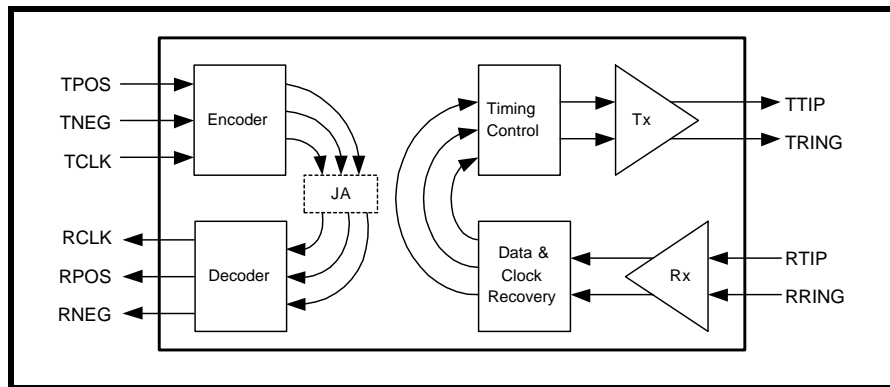 TPOS
TNEG
TCLK
Encoder
JA
RCLK
RPOS
RNEG
Decoder
Timing
Control
Tx
TTIP
TRING
Data &
Clock
Recovery
Rx
RTIP
RRING